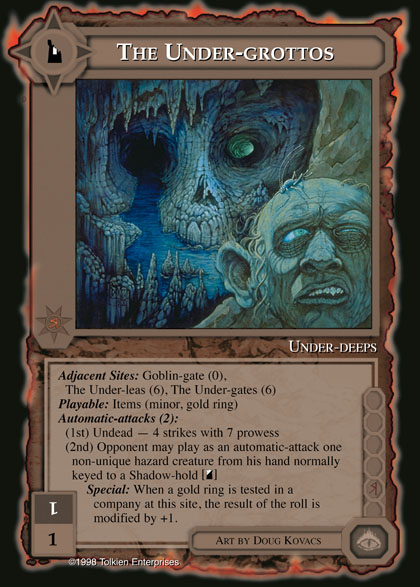 THE UNDER-GROTTOS
UNDER-DEEPS
Adjacent Sites: Goblin-gate (0),
The Under-leas (6), The Under-gates (6)
Playable: Items (minor, gold ring)
Automatic-attacks (2):
(1st) Undead — 4 strikes with 7 prowess
(2nd) Opponent may play as an automatic-attack one
non-unique hazard creature from his hand normally
keyed to a Shadow-hold []
Special: When a gold ring is tested in a
company at this site, the result of the roll is
modified by +1.
1
1
ART BY DOUG KOVACS
©1998 Tolkien Enterprises